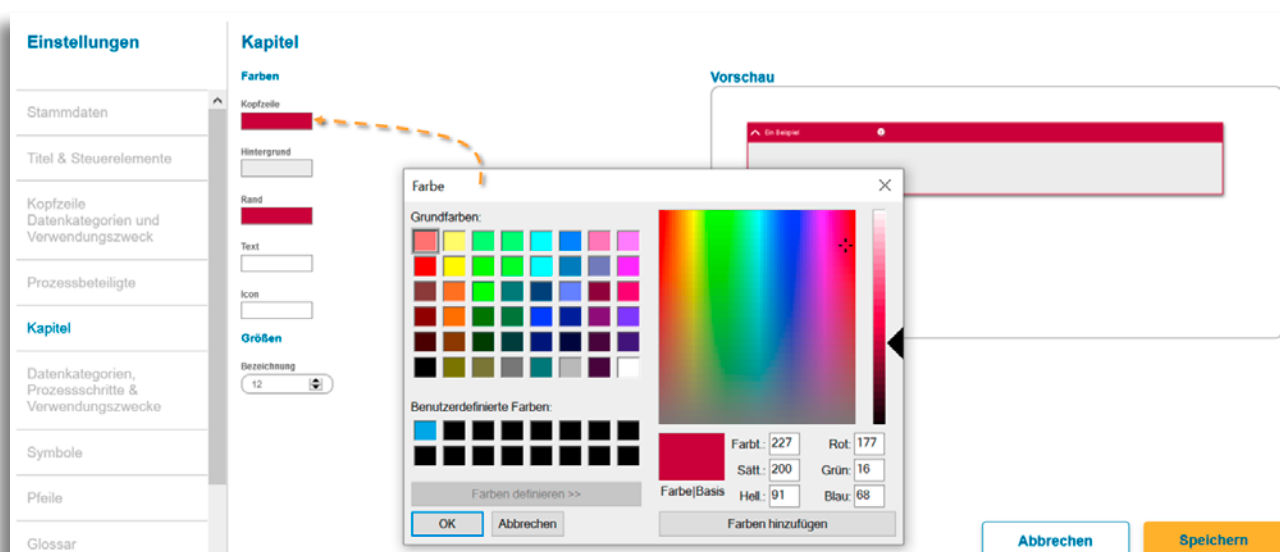 Einstellungen
Stammdaten
Titel & Steuerelemente
Kopfzeile
Datenkategorien und
Verwendungszweck
Prozessbeteiligte
Kapitel
Datenkategorien,
Prozessschritte &
Verwendungszwecke
Symbole
Pfeile
Glossar
Kapitel
Farben
Kopfzeile
Hintergrund
Rand
Text
Icon
Größen
Bezeichnung
12
Vorschau
Ein Beispiel
Farbe
Grundfarben:
Benutzerdefinierte Farben:
Farben definieren >>
OK Abbrechen
Farbe|Basis
Farbt.: 227 Rot: 177
Sätt.: 200 Grün: 16
Hell.: 91 Blau: 68
Farben hinzufügen
Abbrechen Speichern